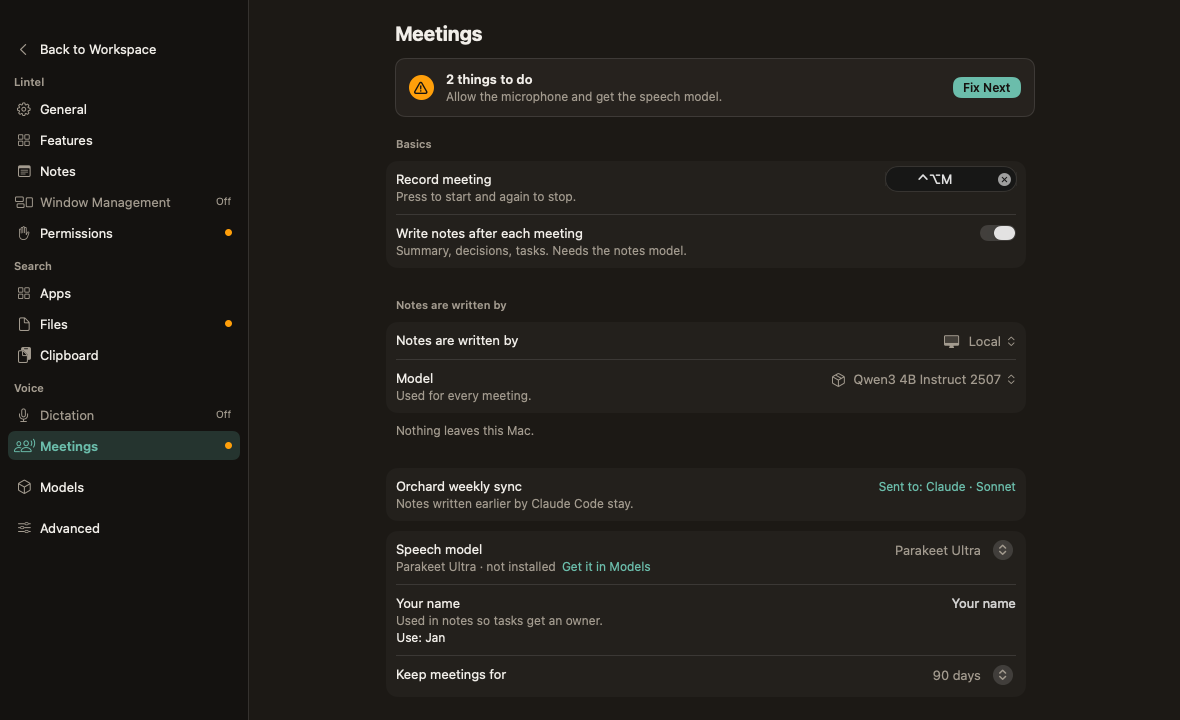 Back to Workspace
Lintel
General
Features
Notes
Window Management Off
Permissions
Search
Apps
Files
Clipboard
Voice
Dictation Off
Meetings
Models
Advanced
Meetings
2 things to do
Allow the microphone and get the speech model.
Fix Next
Basics
Record meeting
Press to start and again to stop.
⌃⌥M
Write notes after each meeting
Summary, decisions, tasks. Needs the notes model.
Notes are written by
Notes are written by
Local
Model
Used for every meeting.
Qwen3 4B Instruct 2507
Nothing leaves this Mac.
Orchard weekly sync
Notes written earlier by Claude Code stay.
Sent to: Claude · Sonnet
Speech model
Parakeet Ultra · not installed Get it in Models
Parakeet Ultra
Your name
Used in notes so tasks get an owner.
Use: Jan
Your name
Keep meetings for
90 days